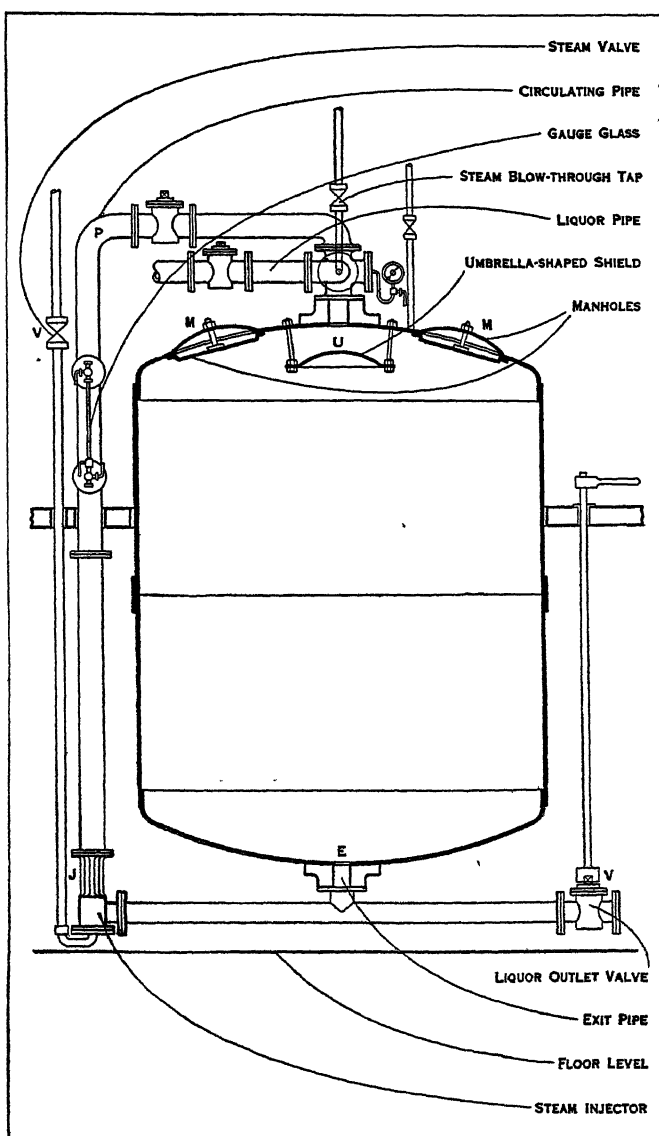 STEAM VALVE
CIRCULATING PIPE
GAUGE GLASS
STEAM BLOW-THROUGH TAP
LIQUOR PIPE
P
UMBRELLA-SHAPED SHIELD
MANHOLES
M
M
V
U
E
J
V
LIQUOR OUTLET VALVE
EXIT PIPE
FLOOR LEVEL
STEAM INJECTOR